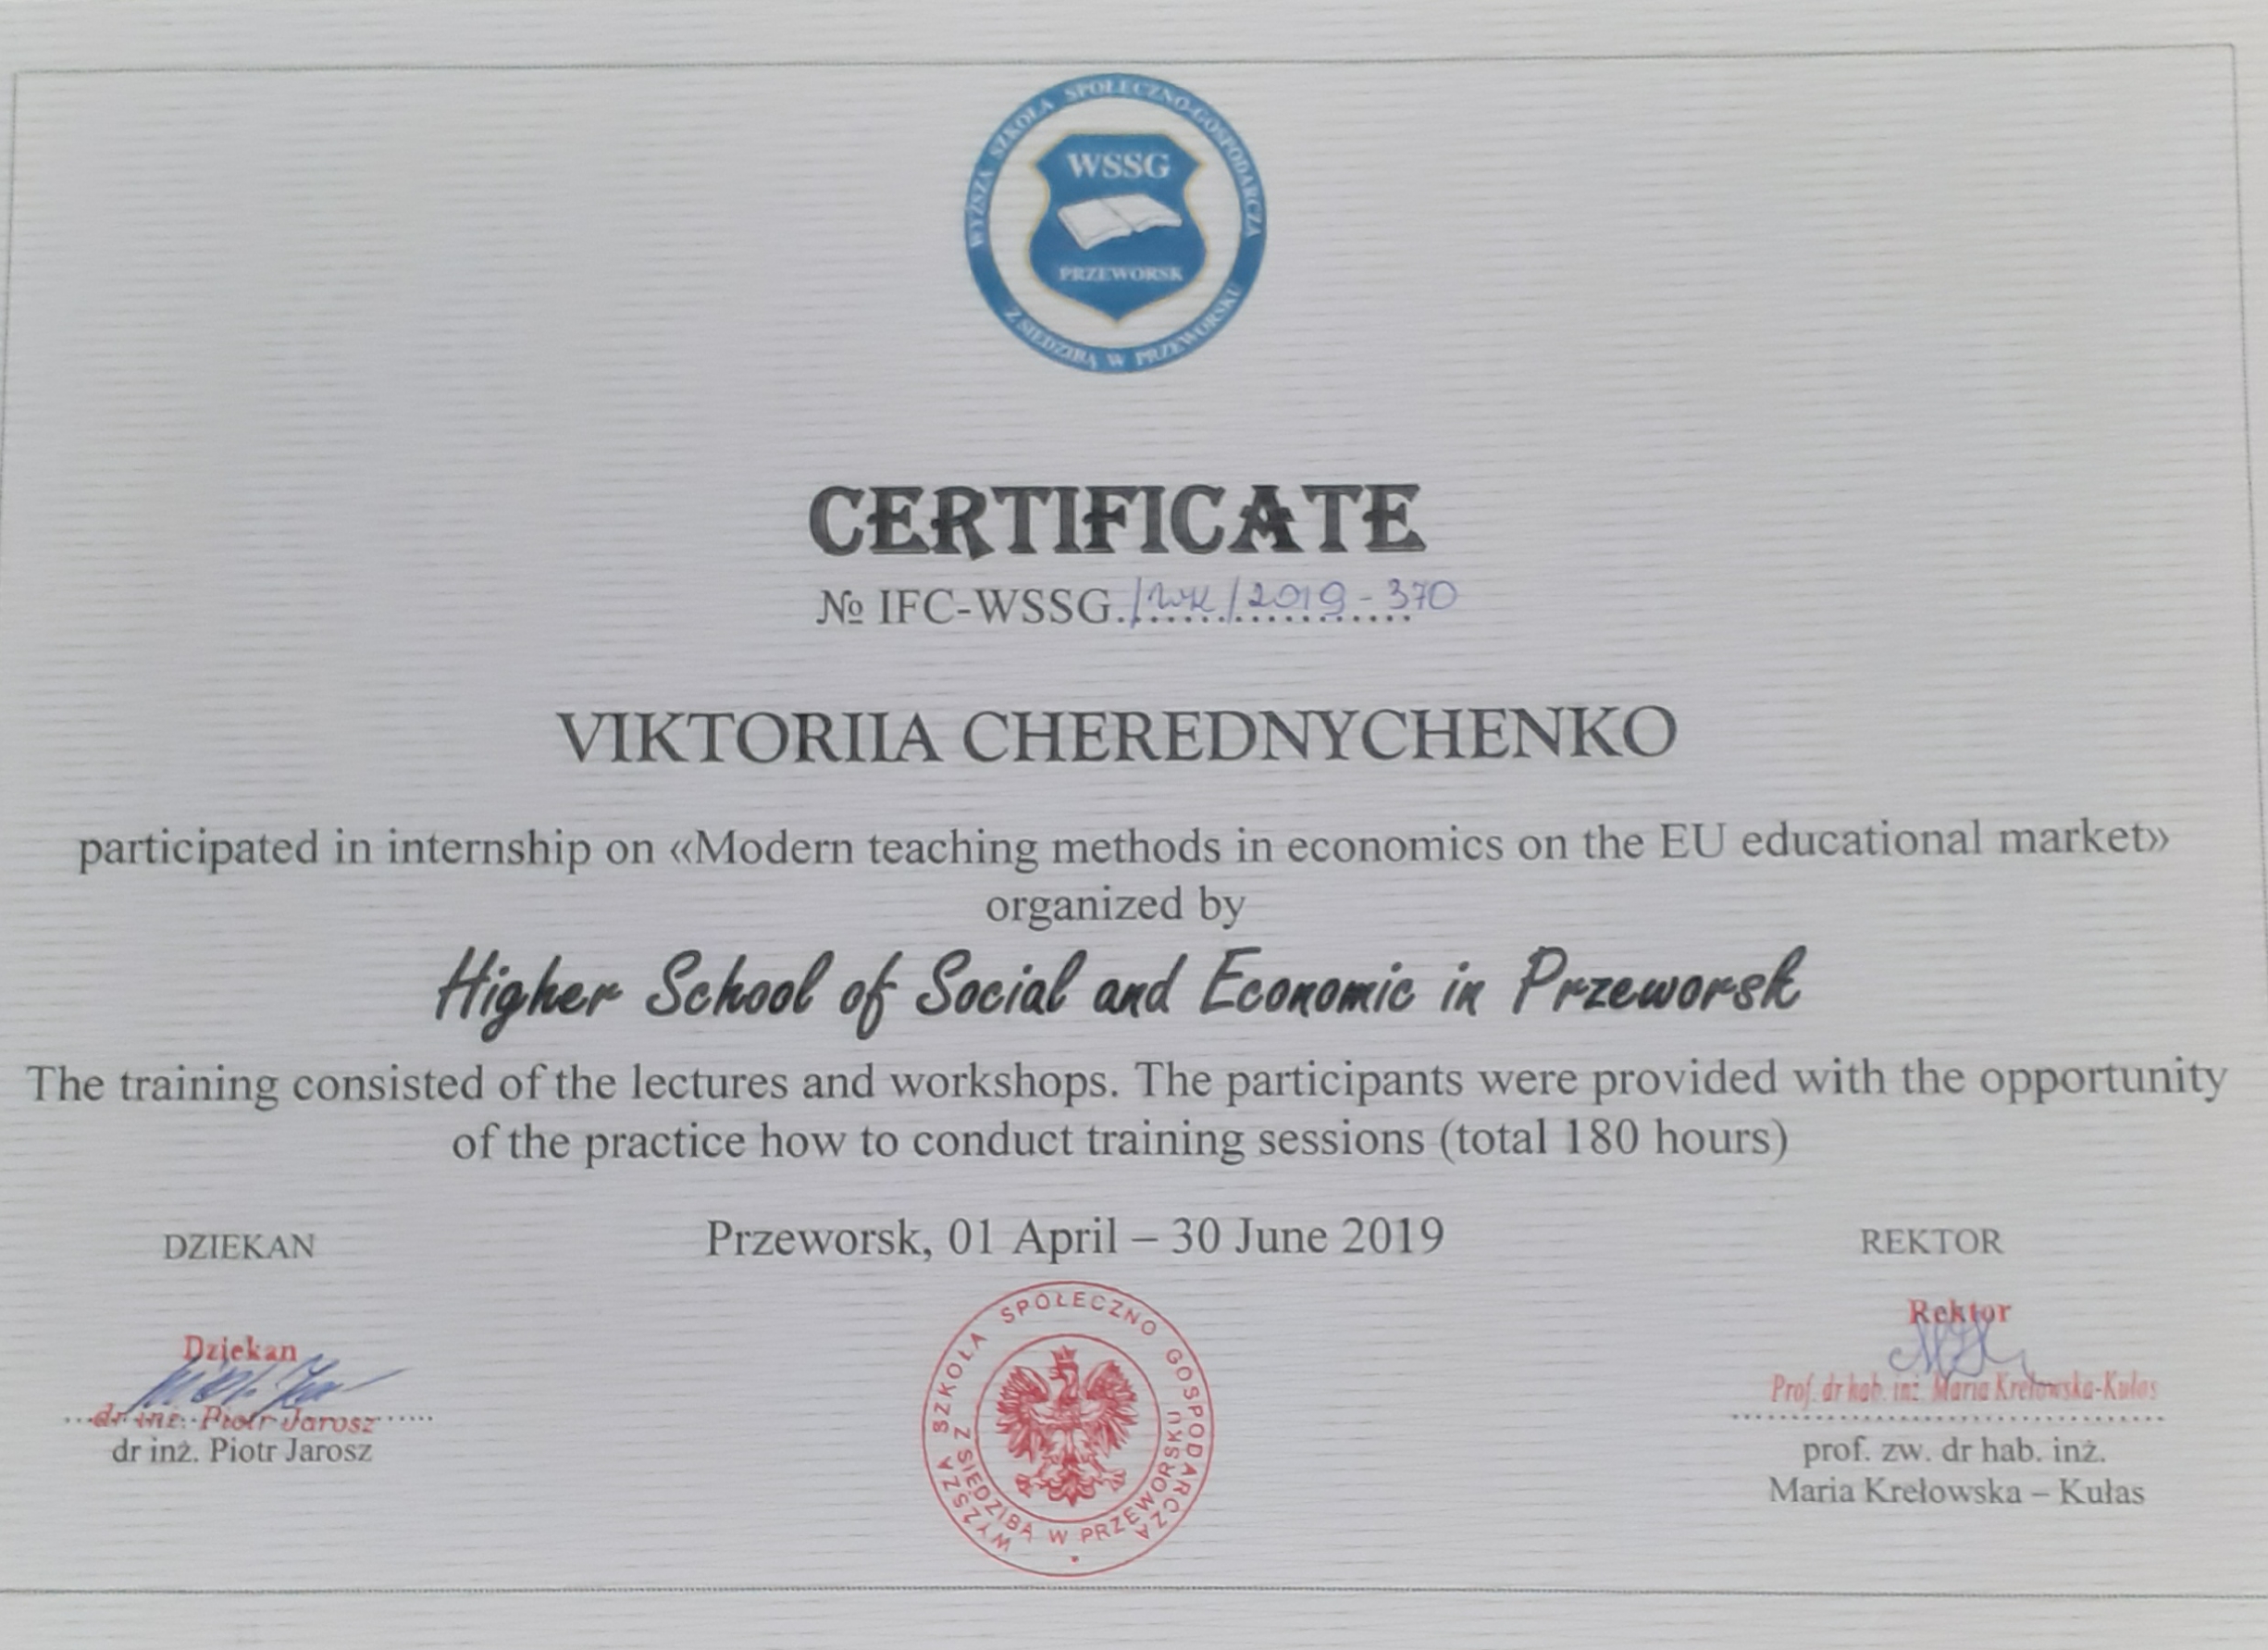 WYŻSZA SZKOŁA SPOŁECZNO-GOSPODARCZA
WSSG
PRZEWORSK
Z SIEDZIBĄ W PRZEWORSKU
CERTIFICATE
№ IFC-WSSG./wk/2019-370
VIKTORIIA CHEREDNYCHENKO
participated in internship on «Modern teaching methods in economics on the EU educational market»
organized by
Higher School of Social and Economic in Przeworsk
The training consisted of the lectures and workshops. The participants were provided with the opportunity
of the practice how to conduct training sessions (total 180 hours)
Przeworsk, 01 April – 30 June 2019
DZIEKAN
Dziekan
dr inż. Piotr Jarosz
dr inż. Piotr Jarosz
WYŻSZA SZKOŁA SPOŁECZNO GOSPODARCZA
Z SIEDZIBĄ W PRZEWORSKU
REKTOR
Rektor
Prof. dr hab. inż. Maria Krełowska-Kułas
prof. zw. dr hab. inż.
Maria Krełowska – Kułas